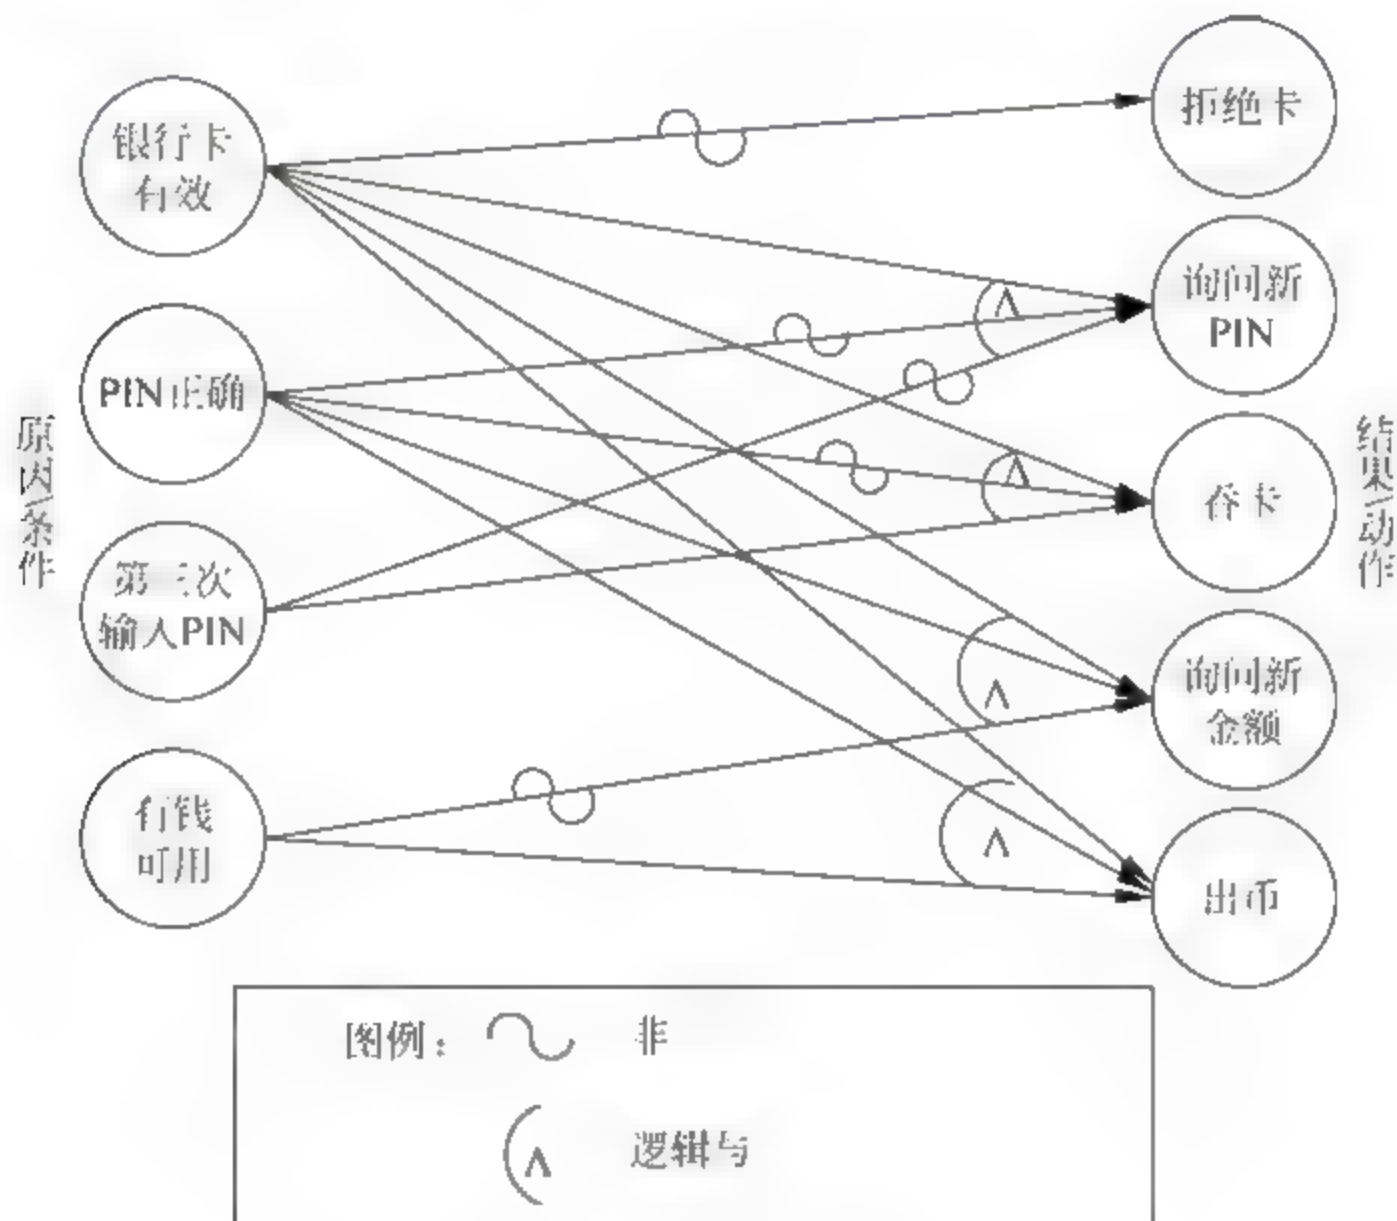 银行卡
有效
PIN正确
第三次
输入PIN
有钱
可用
原因/条件
拒绝卡
询问新
PIN
吞卡
询问新
金额
出币
结果/动作
∧
∧
∧
∧
图例： 非
∧ 逻辑与